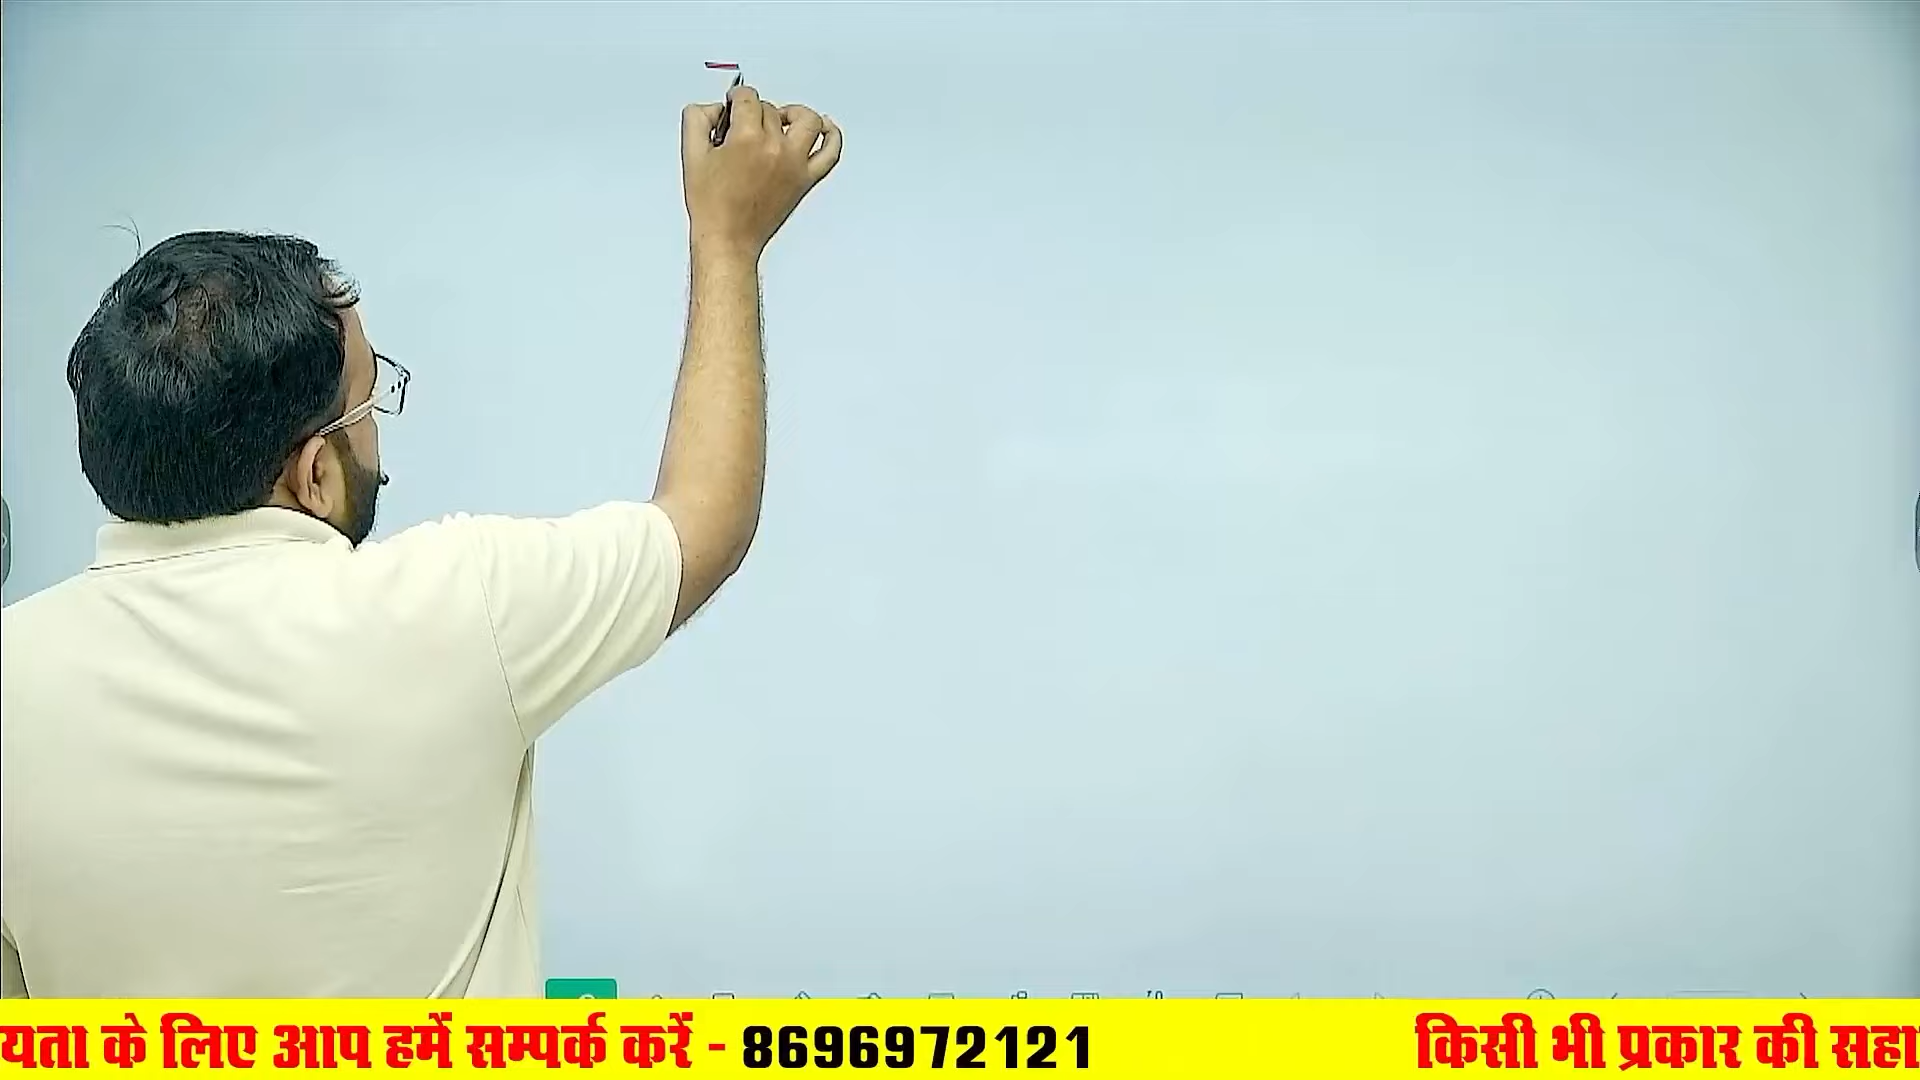 यता के लिए आप हमें सम्पर्क करें - 8696972121 किसी भी प्रकार की सहा